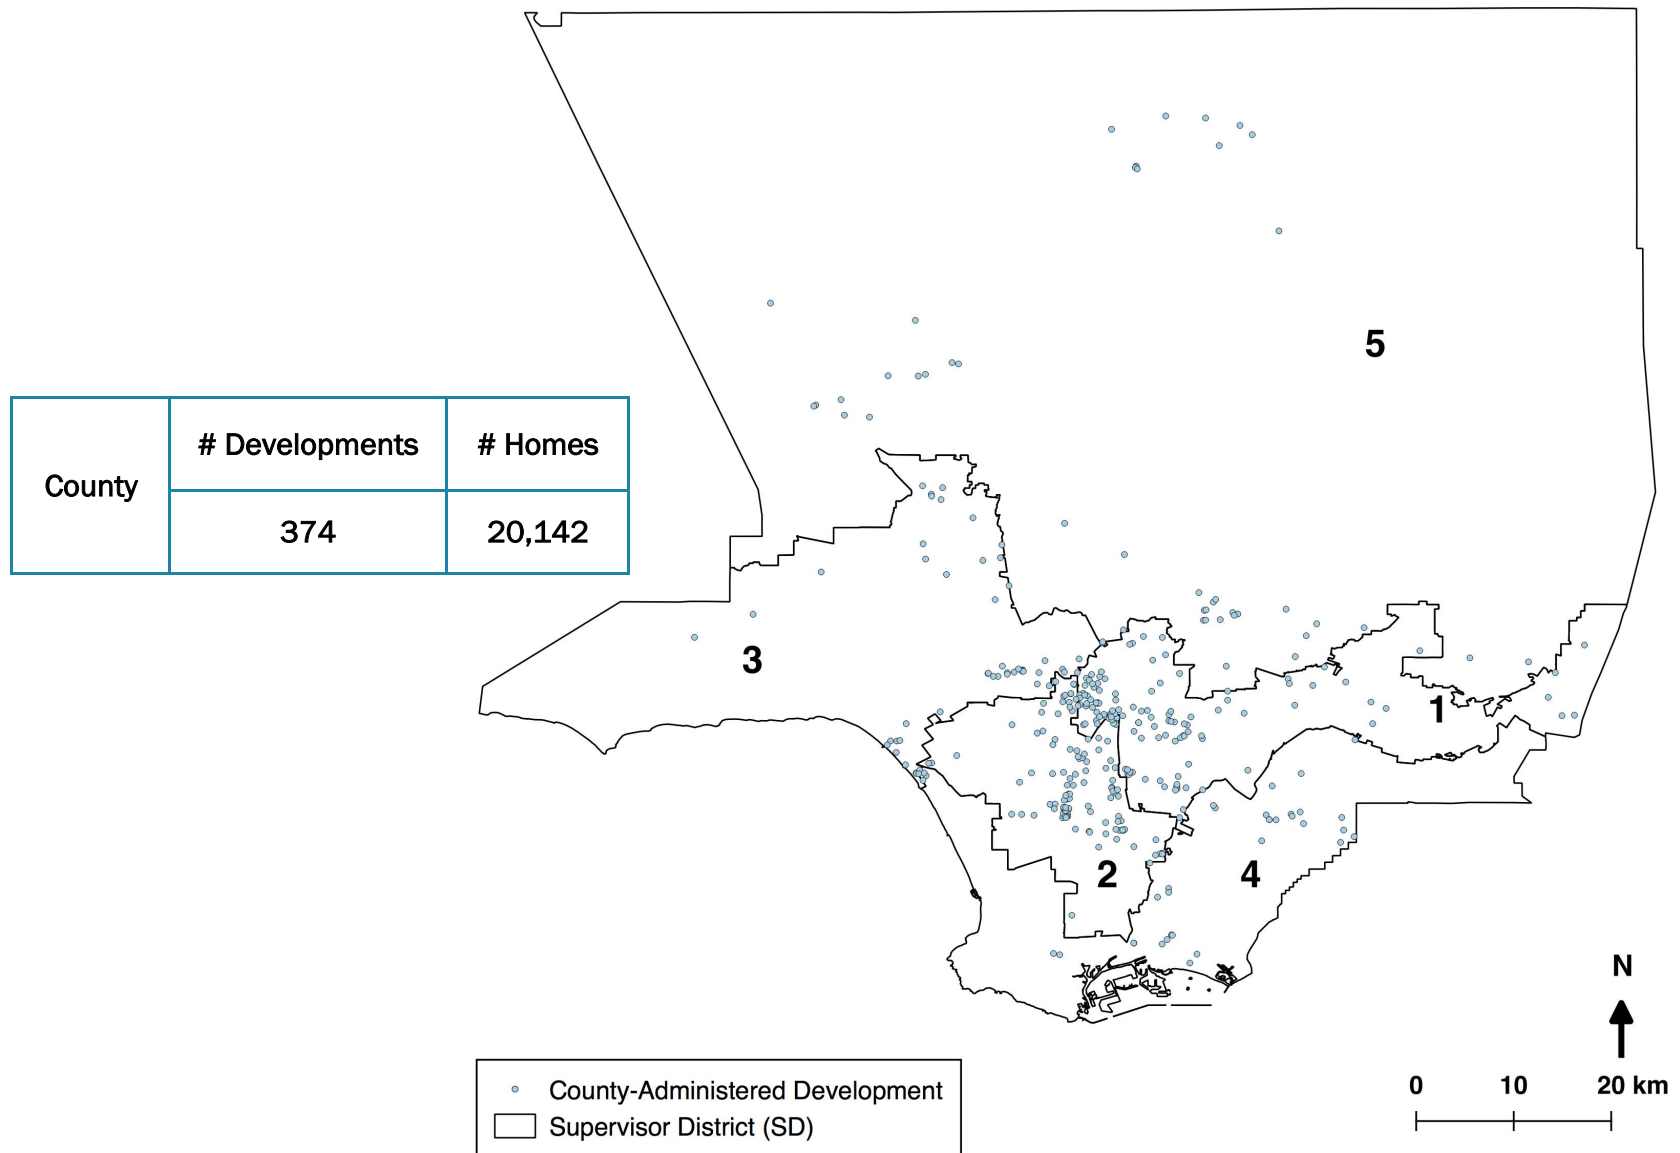 5
County
# Developments
# Homes
374
20,142
3
1
2
4
N
0 10 20 km
County-Administered Development
Supervisor District (SD)